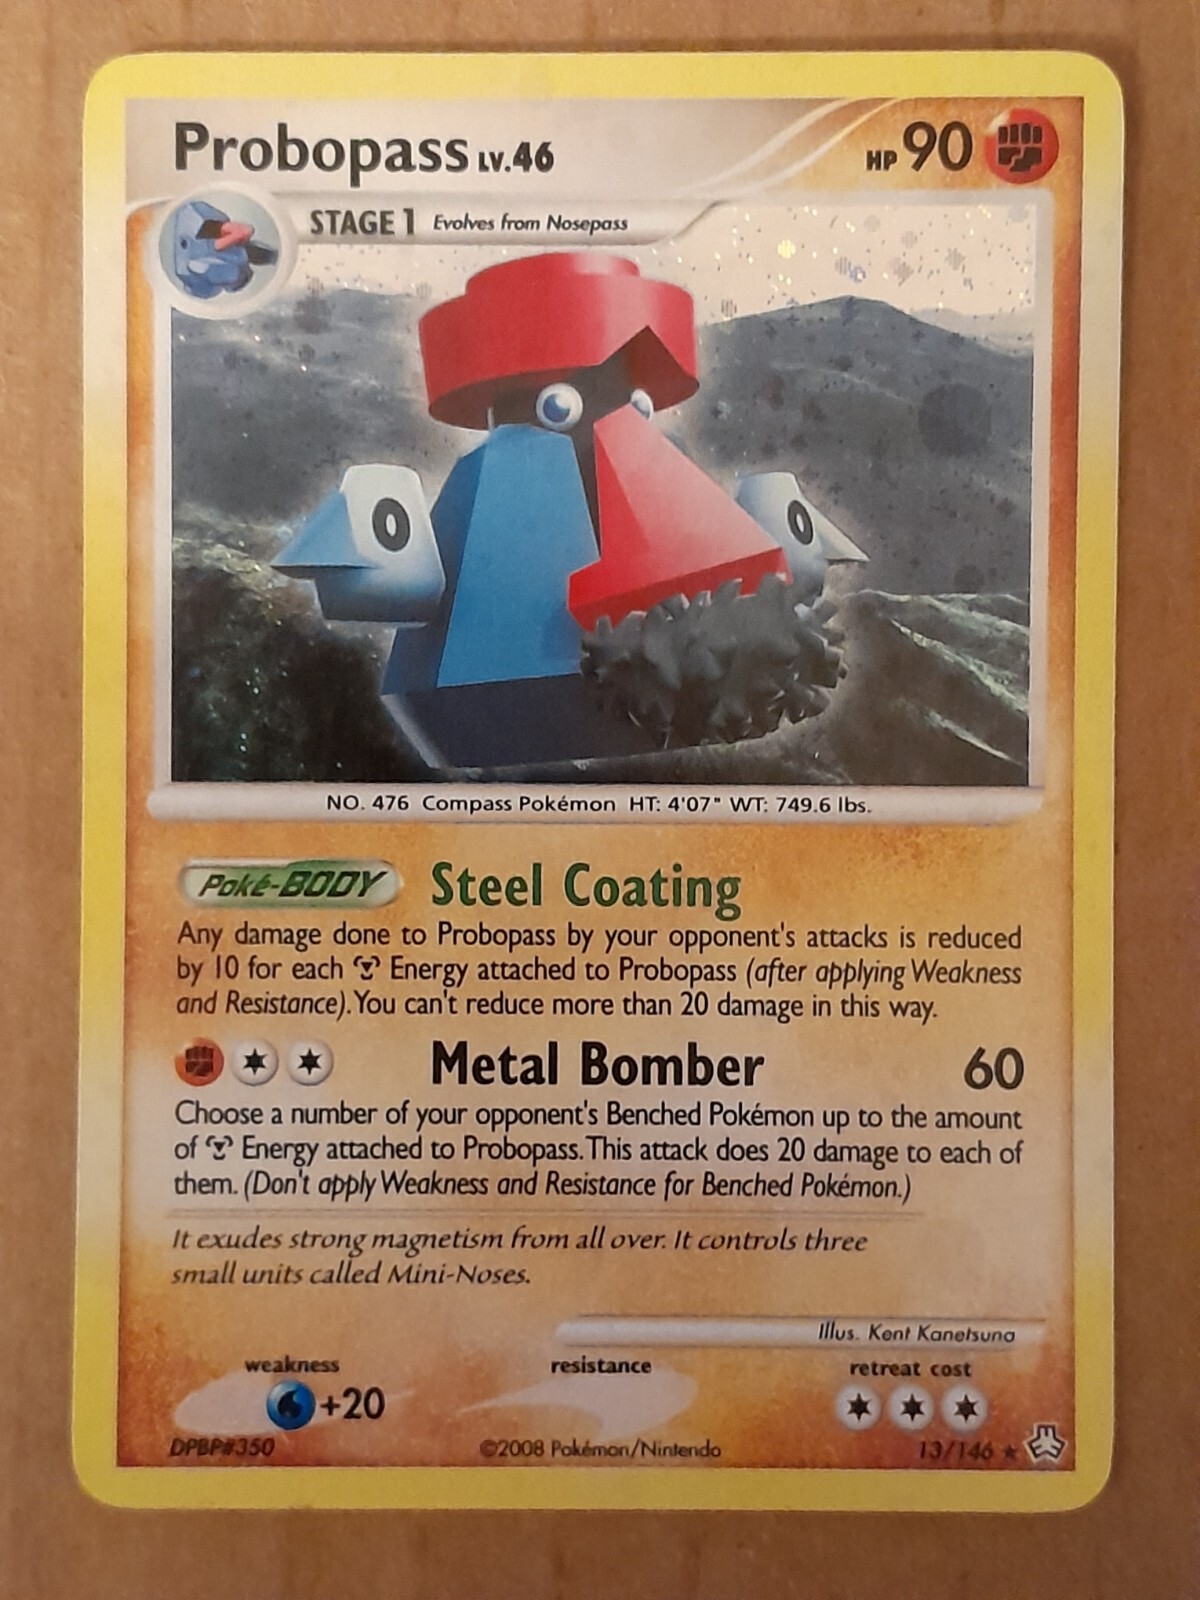 Probopass LV.46 HP 90
STAGE 1 Evolves from Nosepass
NO. 476 Compass Pokémon HT: 4'07" WT: 749.6 lbs.
Poké-BODY Steel Coating
Any damage done to Probopass by your opponent's attacks is reduced
by 10 for each Energy attached to Probopass (after applying Weakness
and Resistance). You can't reduce more than 20 damage in this way.
Metal Bomber 60
Choose a number of your opponent's Benched Pokémon up to the amount
of Energy attached to Probopass. This attack does 20 damage to each of
them. (Don't apply Weakness and Resistance for Benched Pokémon.)
It exudes strong magnetism from all over. It controls three
small units called Mini-Noses.
Illus. Kent Kanetsuna
weakness resistance retreat cost
+20
DPBP#350 ©2008 Pokémon/Nintendo 13/146 ★